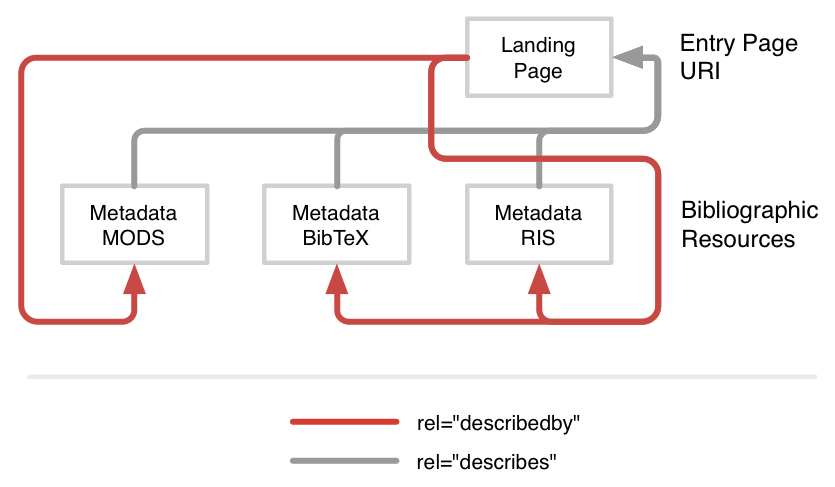 Landing
Page
Entry Page
URI
Metadata
MODS
Metadata
BibTeX
Metadata
RIS
Bibliographic
Resources
rel="describedby"
rel="describes"